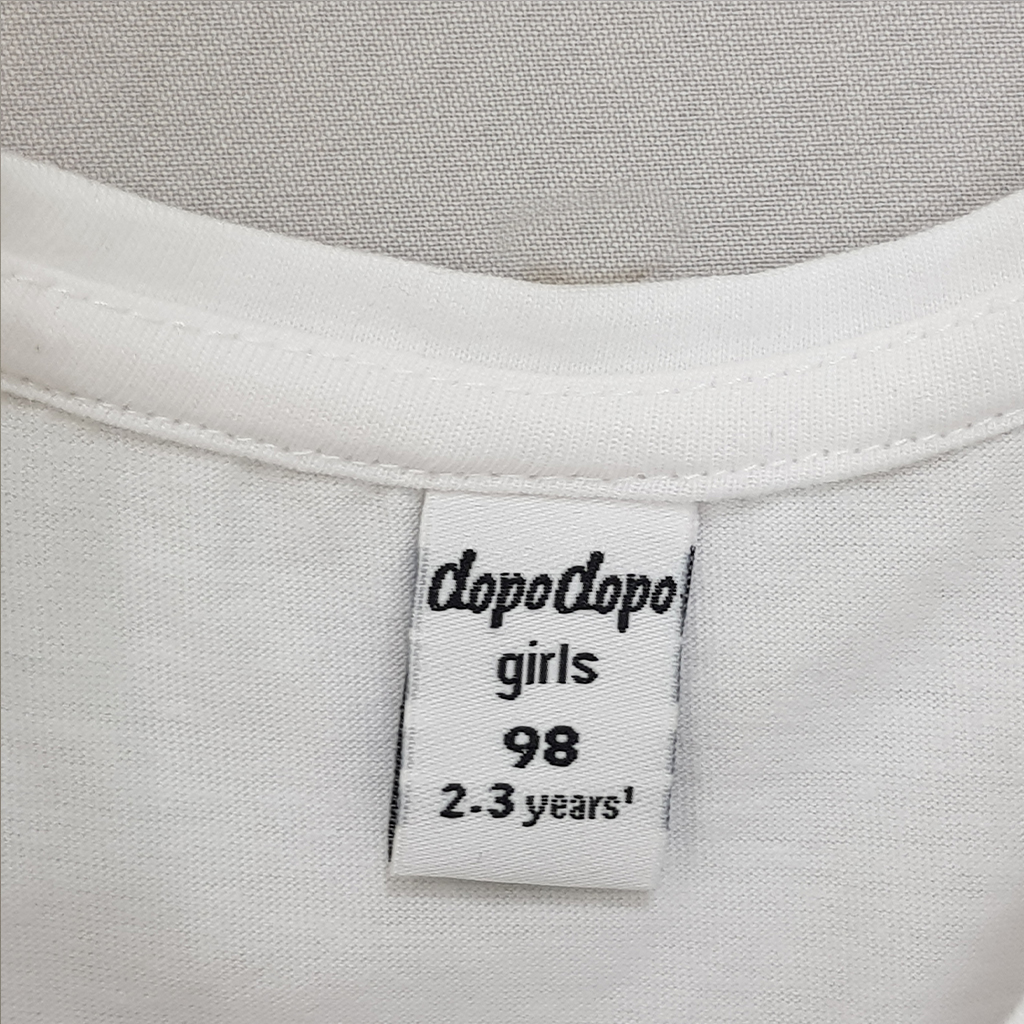 dopodopo
girls
98
2-3 years¹